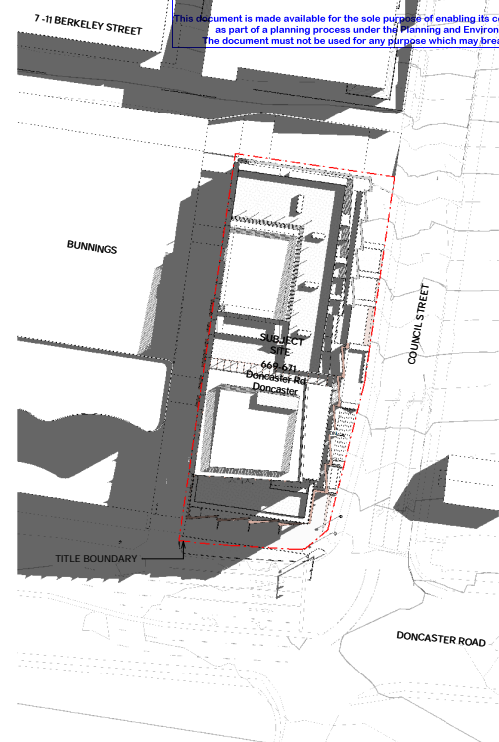 This document is made available for the sole purpose of enabling its co
as part of a planning process under the Planning and Environ
The document must not be used for any purpose which may brea
7 -11 BERKELEY STREET
BUNNINGS
COUNCIL STREET
SUBJECT
SITE
669-671
Doncaster Rd
Doncaster
TITLE BOUNDARY
DONCASTER ROAD